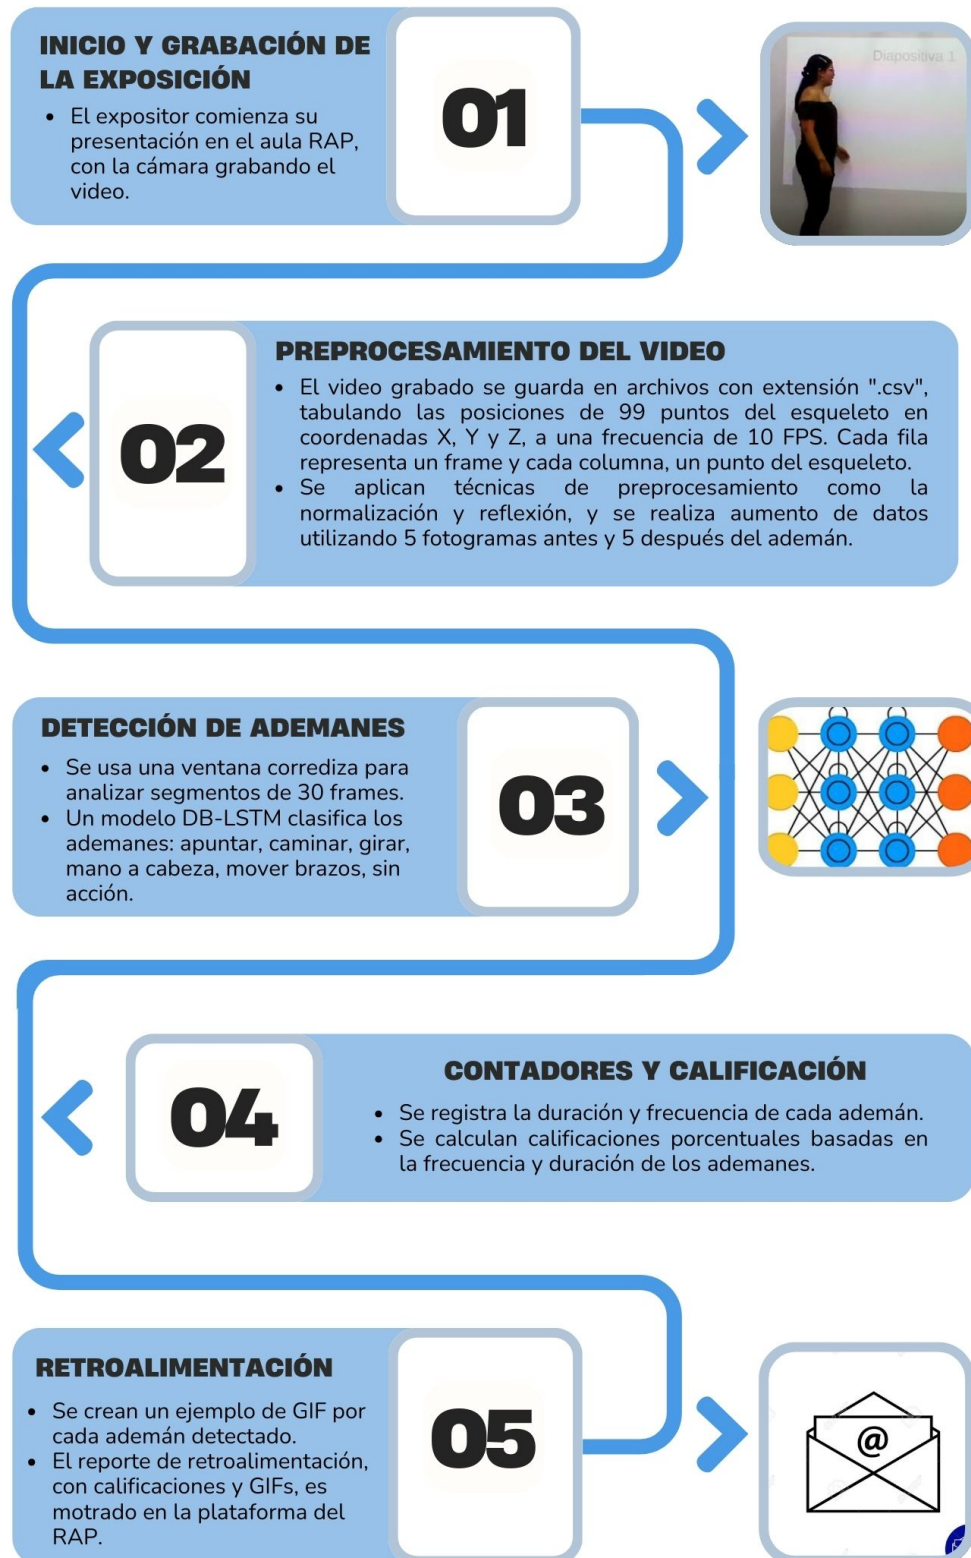 INICIO Y GRABACIÓN DE
LA EXPOSICIÓN
• El expositor comienza su
presentación en el aula RAP,
con la cámara grabando el
video.
01
Diapositiva 1
PREPROCESAMIENTO DEL VIDEO
02
• El video grabado se guarda en archivos con extensión ".csv",
tabulando las posiciones de 99 puntos del esqueleto en
coordenadas X, Y y Z, a una frecuencia de 10 FPS. Cada fila
representa un frame y cada columna, un punto del esqueleto.
• Se aplican técnicas de preprocesamiento como la
normalización y reflexión, y se realiza aumento de datos
utilizando 5 fotogramas antes y 5 después del ademán.
DETECCIÓN DE ADEMANES
• Se usa una ventana corrediza para
analizar segmentos de 30 frames.
• Un modelo DB-LSTM clasifica los
ademanes: apuntar, caminar, girar,
mano a cabeza, mover brazos, sin
acción.
03
04
CONTADORES Y CALIFICACIÓN
• Se registra la duración y frecuencia de cada ademán.
• Se calculan calificaciones porcentuales basadas en
la frecuencia y duración de los ademanes.
RETROALIMENTACIÓN
• Se crean un ejemplo de GIF por
cada ademán detectado.
• El reporte de retroalimentación,
con calificaciones y GIFs, es
motrado en la plataforma del
RAP.
05
@